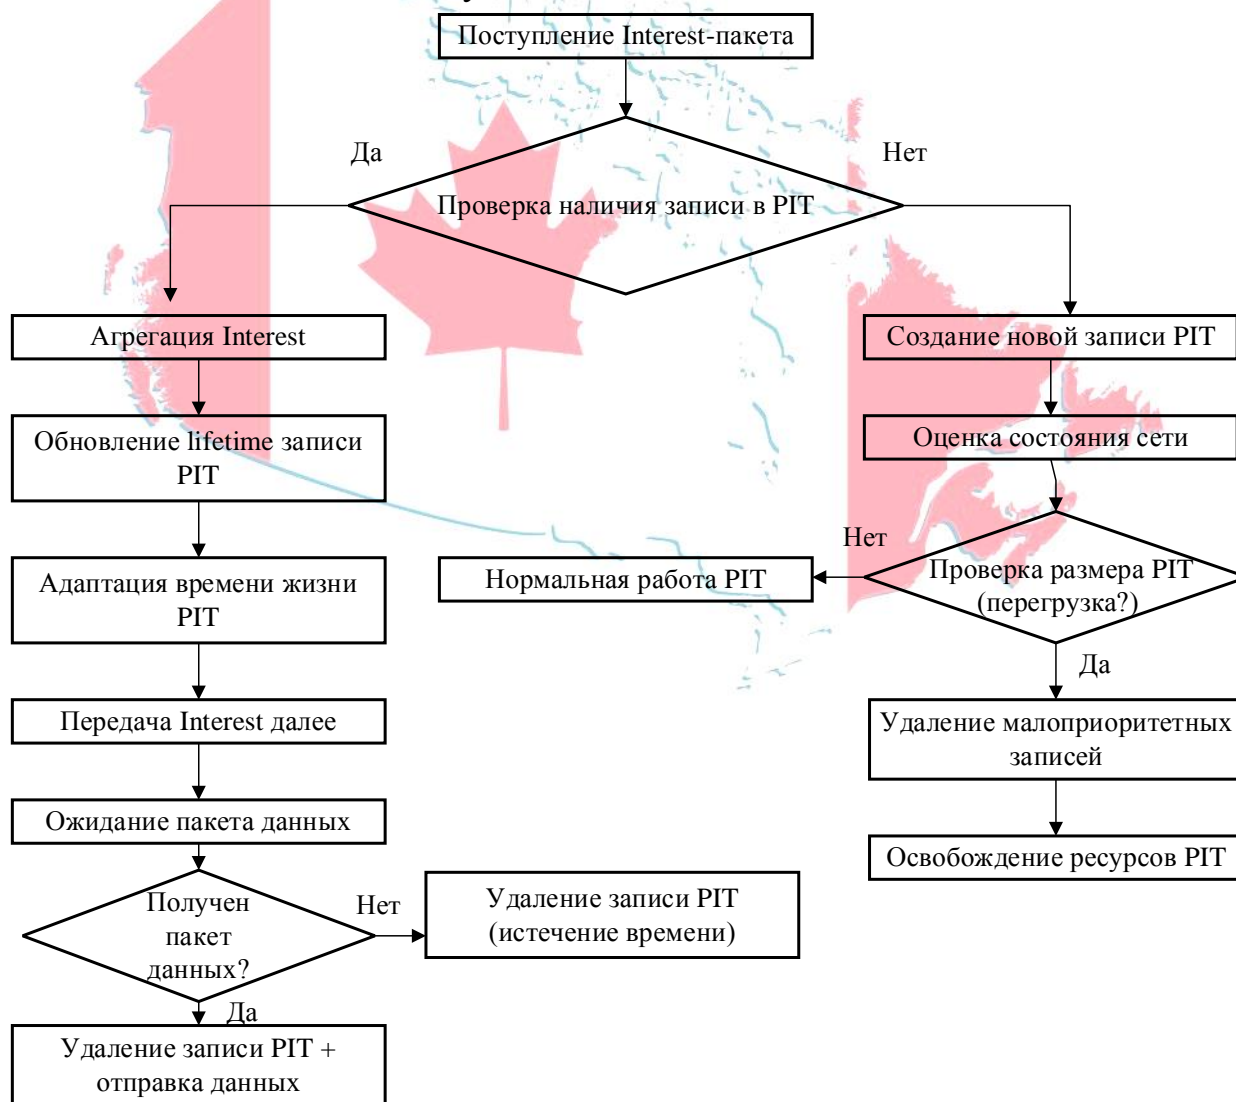 Поступление Interest-пакета
Да
Нет
Проверка наличия записи в PIT
Агрегация Interest
Создание новой записи PIT
Обновление lifetime записи
PIT
Оценка состояния сети
Нет
Адаптация времени жизни
PIT
Нормальная работа PIT
Проверка размера PIT
(перегрузка?)
Да
Передача Interest далее
Удаление малоприоритетных
записей
Ожидание пакета данных
Освобождение ресурсов PIT
Получен
пакет
данных?
Нет
Удаление записи PIT
(истечение времени)
Да
Удаление записи PIT +
отправка данных